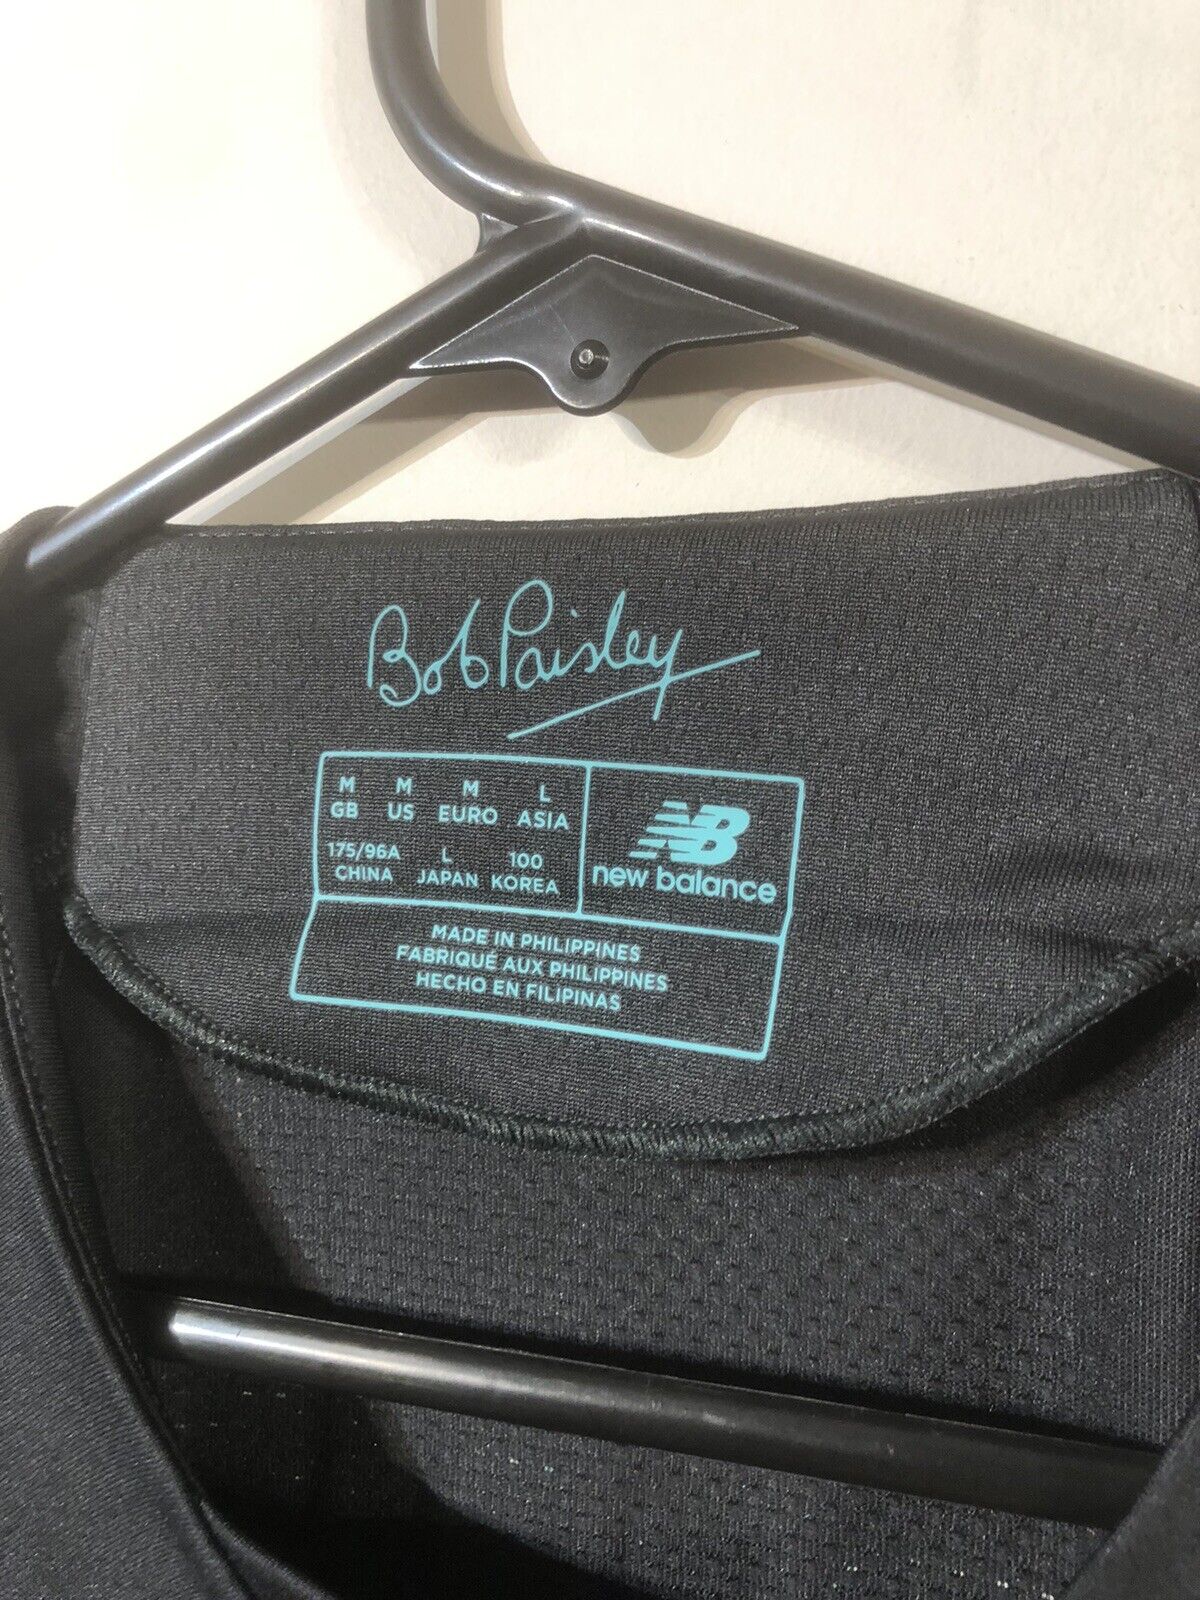 Bob Paisley
M M M L
GB US EURO ASIA
175/96A L 100
CHINA JAPAN KOREA
NB
new balance
MADE IN PHILIPPINES
FABRIQUÉ AUX PHILIPPINES
HECHO EN FILIPINAS